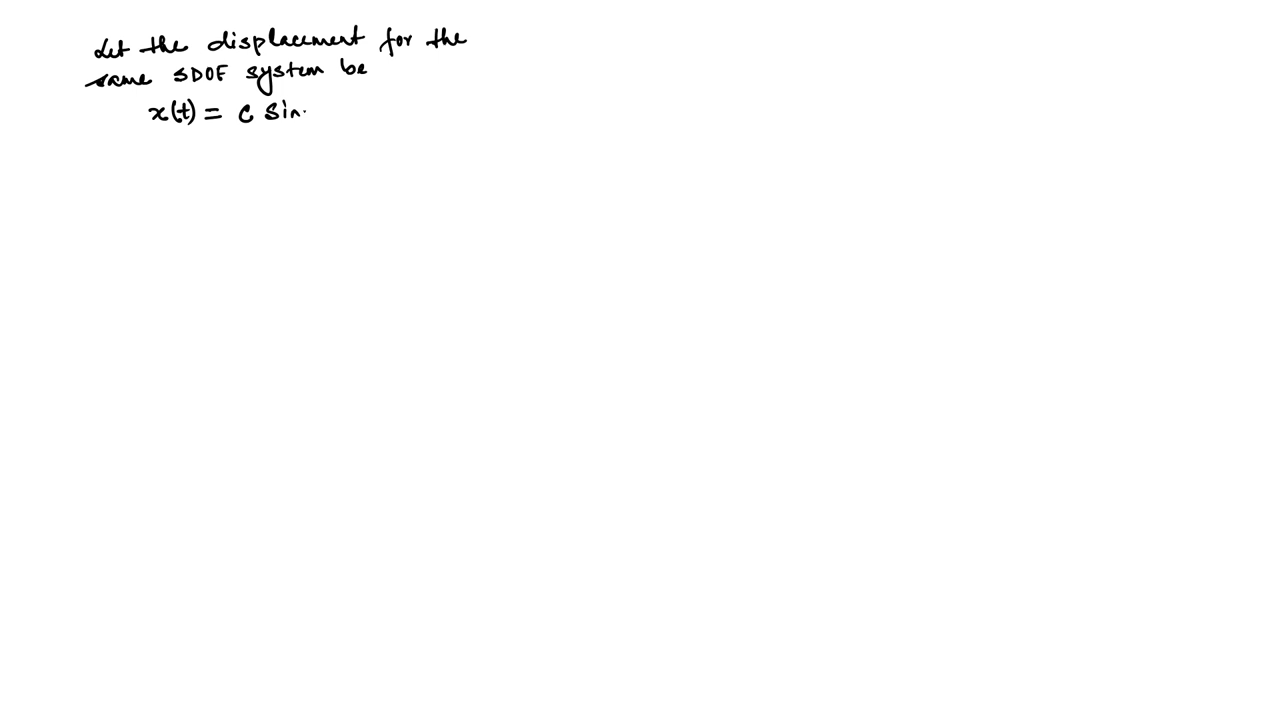 Let the displacement for the
same SDOF system be
x(t) = c sin